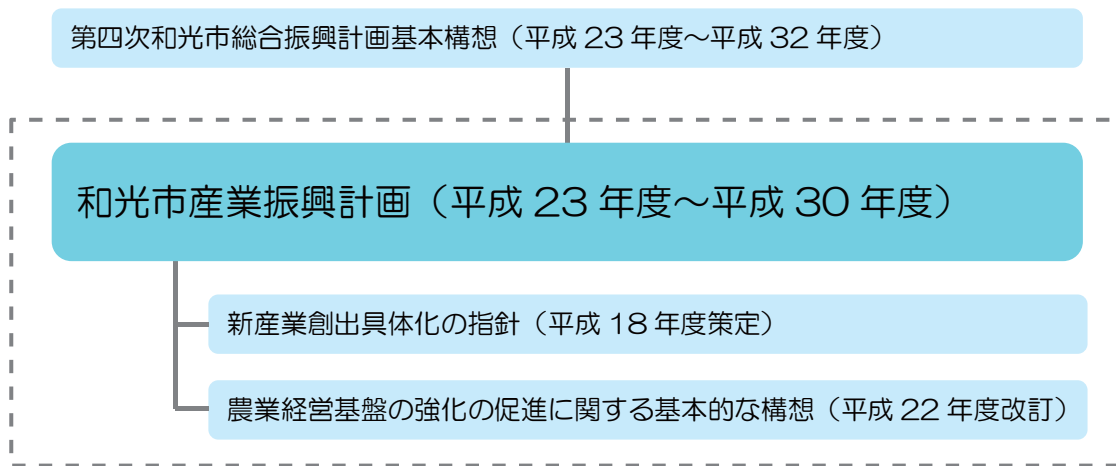 第四次和光市総合振興計画基本構想（平成 23 年度～平成 32 年度）
和光市産業振興計画（平成 23 年度～平成 30 年度）
新産業創出具体化の指針（平成 18 年度策定）
農業経営基盤の強化の促進に関する基本的な構想（平成 22 年度改訂）